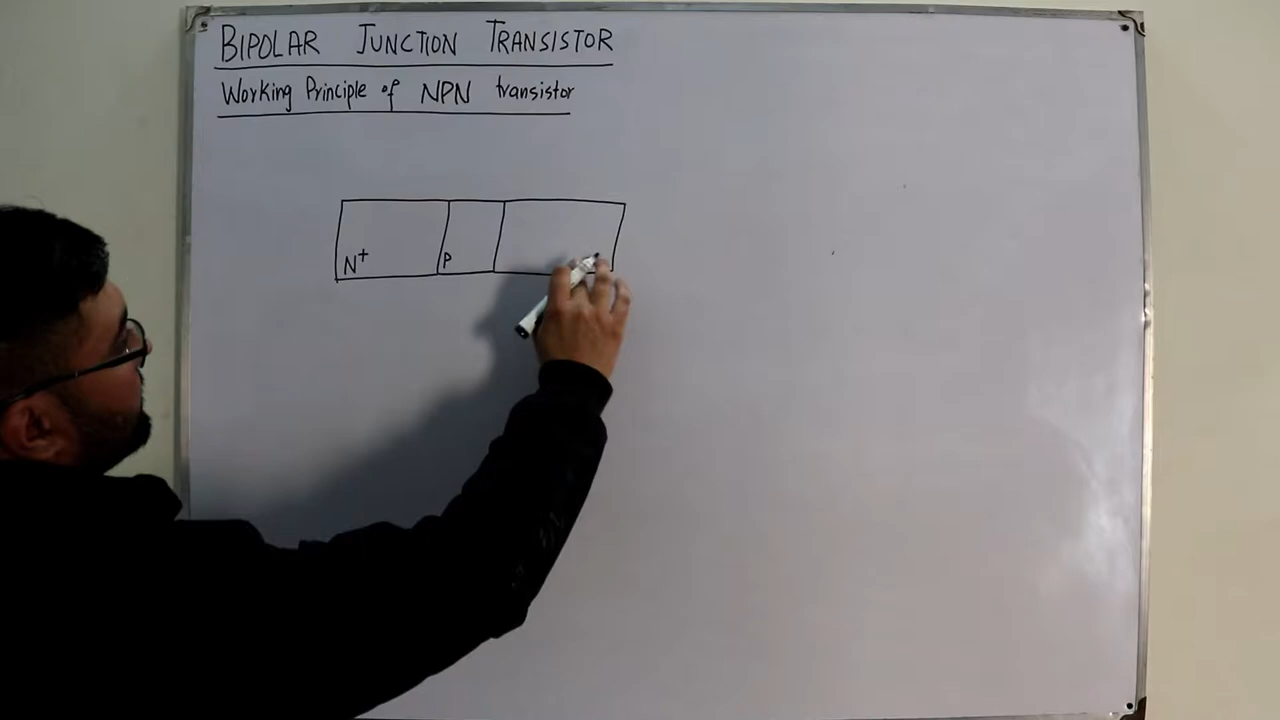 BIPOLAR JUNCTION TRANSISTOR
Working Principle of NPN transistor
N+ P